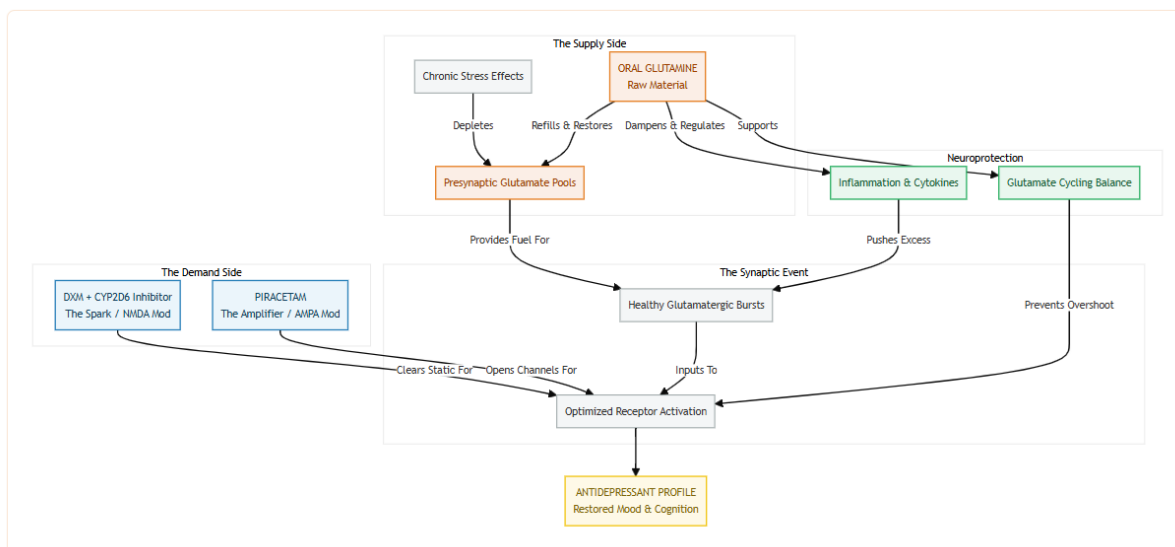 The Supply Side
Chronic Stress Effects
ORAL GLUTAMINE
Raw Material
Depletes
Refills & Restores
Dampens & Regulates
Supports
Neuroprotection
Presynaptic Glutamate Pools
Inflammation & Cytokines
Glutamate Cycling Balance
Provides Fuel For
Pushes Excess
The Demand Side
The Synaptic Event
DXM + CYP2D6 Inhibitor
The Spark / NMDA Mod
PIRACETAM
The Amplifier / AMPA Mod
Healthy Glutamatergic Bursts
Prevents Overshoot
Clears Static For
Opens Channels For
Inputs To
Optimized Receptor Activation
ANTIDEPRESSANT PROFILE
Restored Mood & Cognition